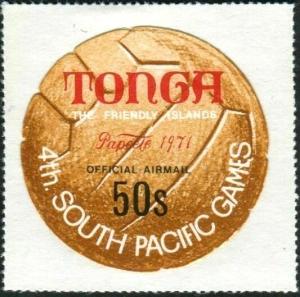 TONGA
THE FRIENDLY ISLANDS
Papeete 1971
OFFICIAL AIRMAIL
50s
4th SOUTH PACIFIC GAMES